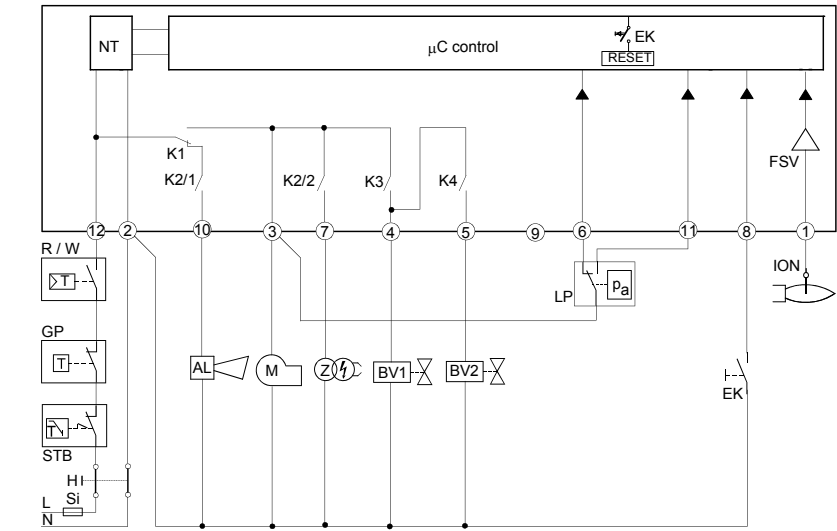 NT
μC control
EK
RESET
K1
FSV
K2/1
K2/2
K3
K4
12
2
10
3
7
4
5
9
6
11
8
1
R / W
T
ION
LP
pa
GP
T
AL
M
Z
BV1
BV2
EK
T
STB
H
L
Si
N